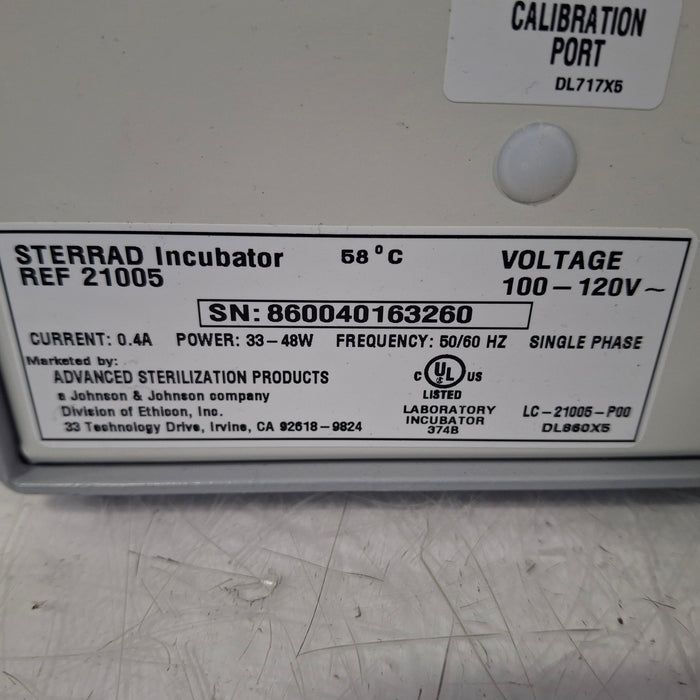 CALIBRATION
PORT
DL717X5
STERRAD Incubator 58°C VOLTAGE
REF 21005 100-120V~
SN: 860040163260
CURRENT: 0.4A POWER: 33-48W FREQUENCY: 50/60 HZ SINGLE PHASE
Marketed by:
ADVANCED STERILIZATION PRODUCTS
a Johnson & Johnson company
Division of Ethicon, Inc.
33 Technology Drive, Irvine, CA 92618-9824
C UL US
LISTED
LABORATORY
INCUBATOR
374B
LC-21005-P00
DL860X5